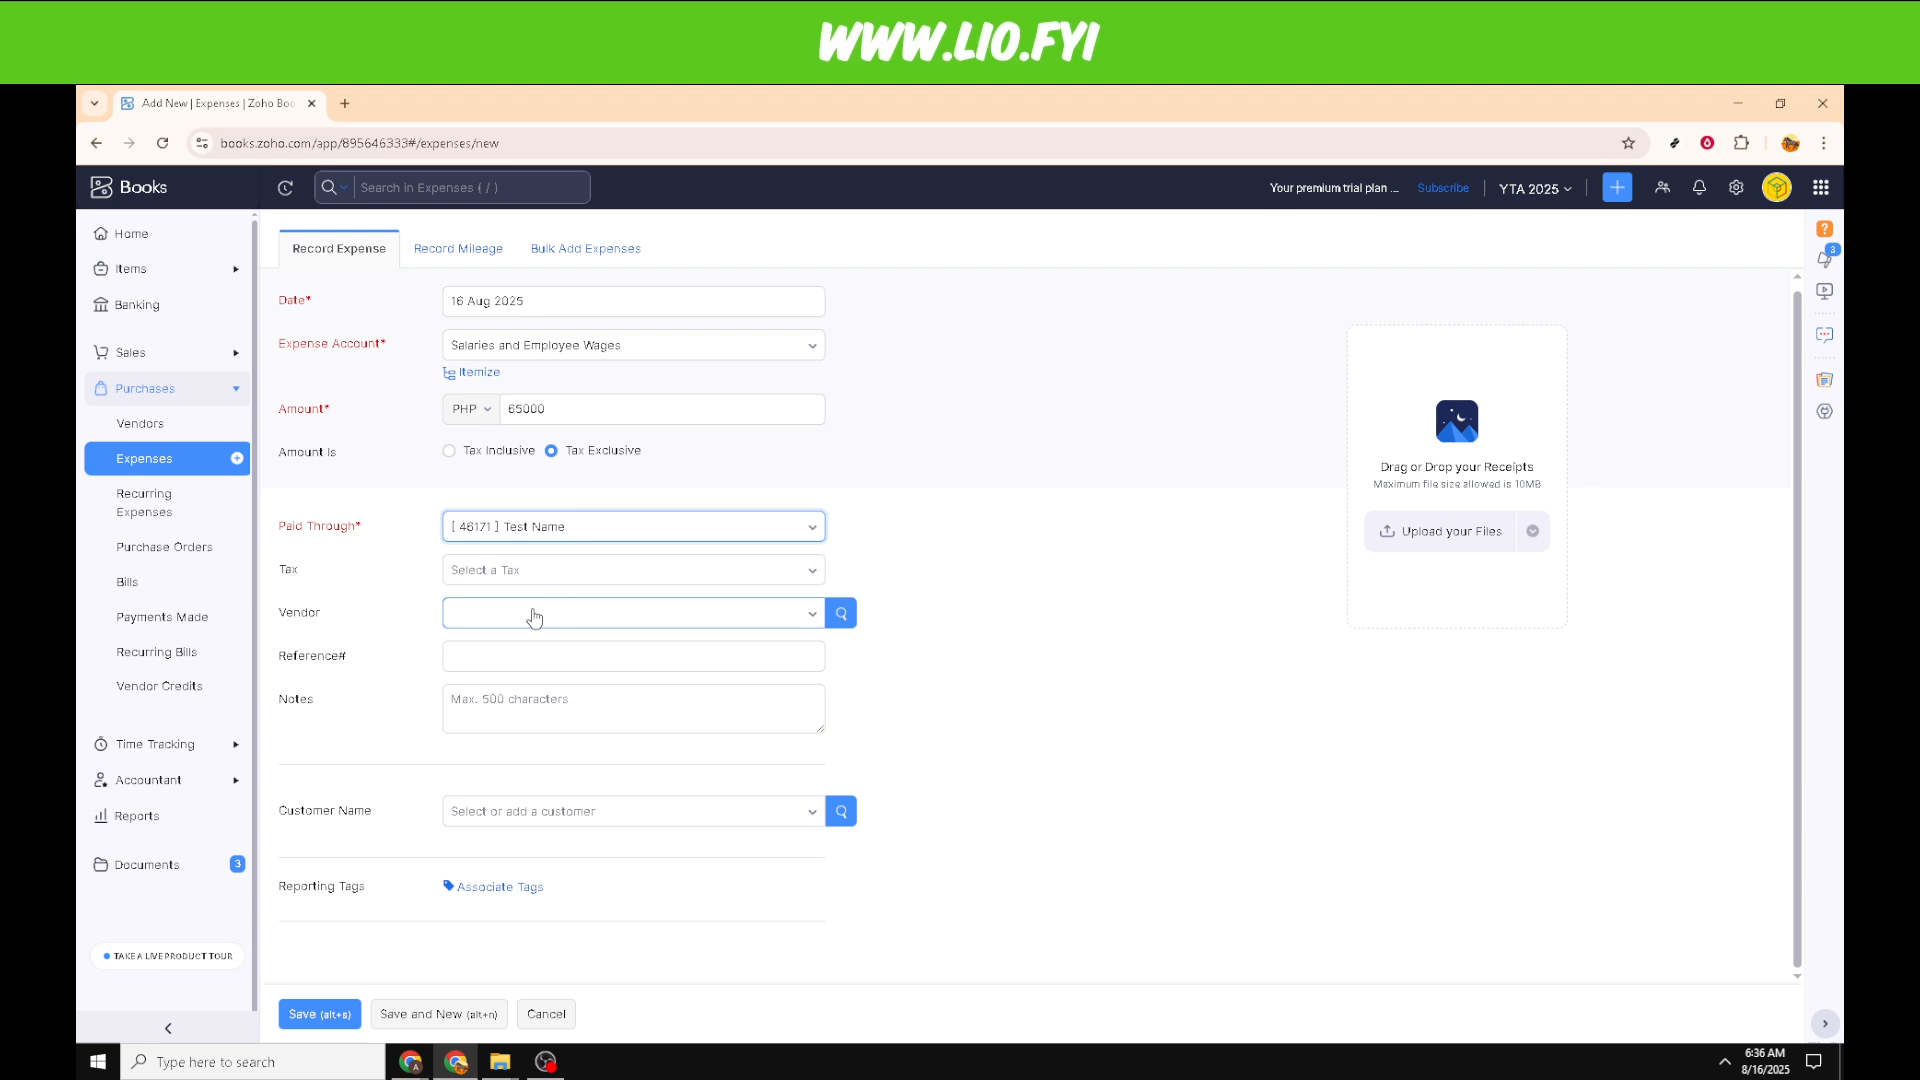 WWW.LIO.FYI
Add New | Expenses | Zoho Boo
books.zoho.com/app/895646333#/expenses/new
Books
Search in Expenses ( / )
Your premium trial plan ...
Subscribe
YTA 2025
Home
Items
Banking
Sales
Purchases
Vendors
Expenses
Recurring
Expenses
Purchase Orders
Bills
Payments Made
Recurring Bills
Vendor Credits
Time Tracking
Accountant
Reports
Documents 3
TAKE A LIVE PRODUCT TOUR
Record Expense
Record Mileage
Bulk Add Expenses
Date* 16 Aug 2025
Expense Account* Salaries and Employee Wages
Itemize
Amount* PHP 65000
Amount Is Tax Inclusive Tax Exclusive
Paid Through* [ 46171 ] Test Name
Tax Select a Tax
Vendor
Reference#
Notes Max. 500 characters
Customer Name Select or add a customer
Reporting Tags Associate Tags
Save (alt+s) Save and New (alt+n) Cancel
Drag or Drop your Receipts
Maximum file size allowed is 10MB
Upload your Files
?
3
Type here to search
A
6:36 AM
8/16/2025